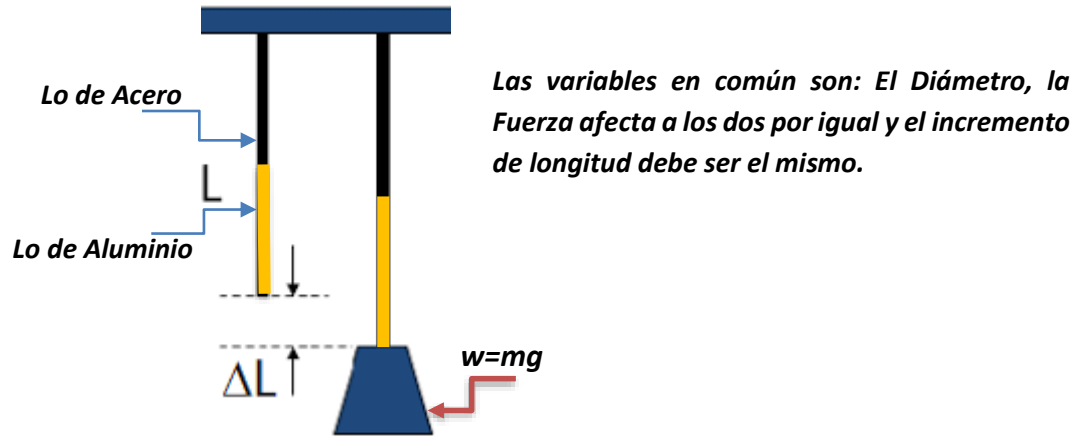 Lo de Acero
Las variables en común son: El Diámetro, la
Fuerza afecta a los dos por igual y el incremento
de longitud debe ser el mismo.
L
Lo de Aluminio
w=mg
ΔL